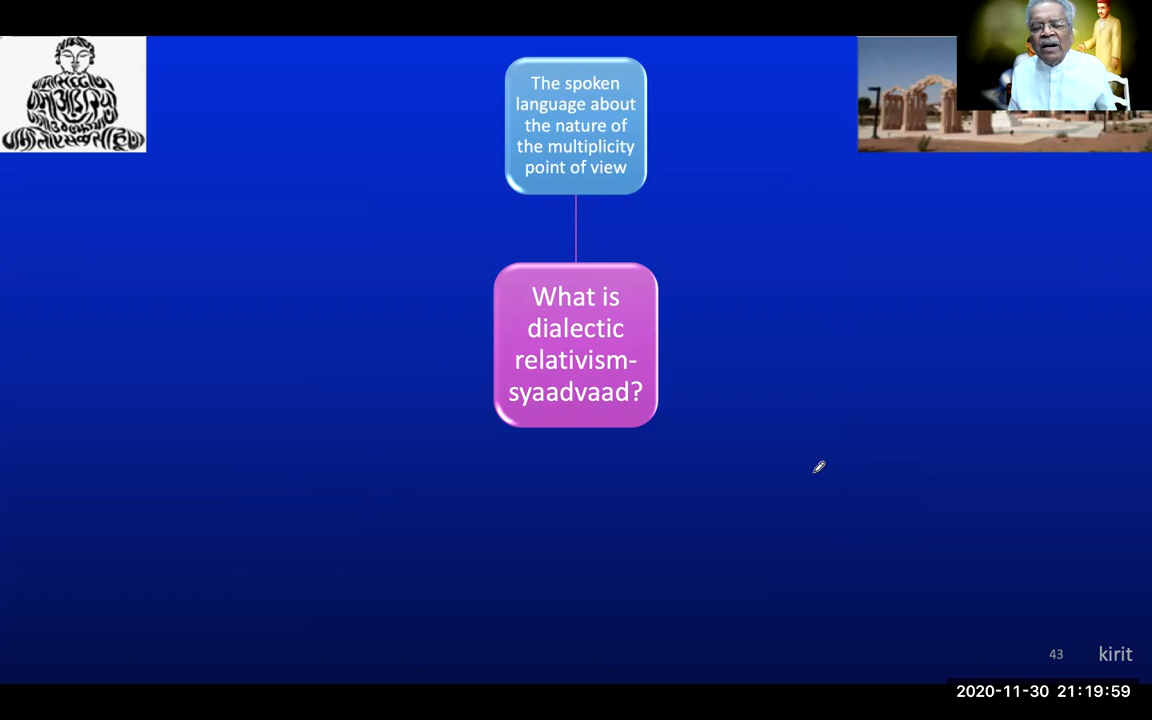 The spoken
language about
the nature of
the multiplicity
point of view
What is
dialectic
relativism-
syaadvaad?
43
kirit
2020-11-30 21:19:59